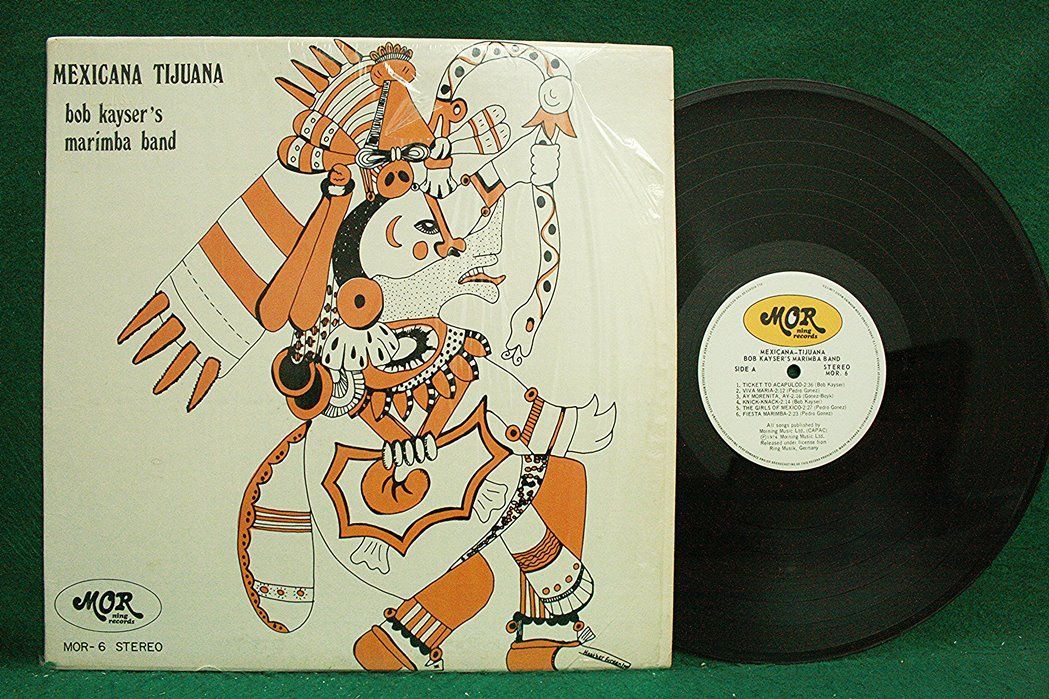 MEXICANA TIJUANA
bob kayser's
marimba band
MOR
ning
records
MOR-6 STEREO
MOR
ning
records
MEXICANA-TIJUANA
BOB KAYSER'S MARIMBA BAND
SIDE A
STEREO
MOR. 6
1. TICKET TO ACAPULCO-2:36 (Bob Kayser)
2. VIVA MARIA-2:12 (Pedro Gonez)
3. AY MORENITA, AY-2:16 (Gonez-Boyk)
4. KNICK-KNACK-2:14 (Bob Kayser)
5. THE GIRLS OF MEXICO-2:27 (Pedro Gonez)
6. FIESTA MARIMBA-2:23 (Pedro Gonez)
All songs published by
Morning Music Ltd. (CAPAC)
Ⓟ1974 Morning Music Ltd.
Released under license from
Ring Musik, Germany